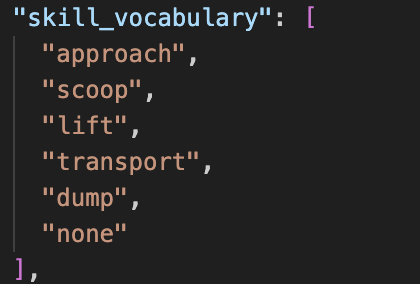 "skill_vocabulary": [
"approach",
"scoop",
"lift",
"transport",
"dump",
"none"
],